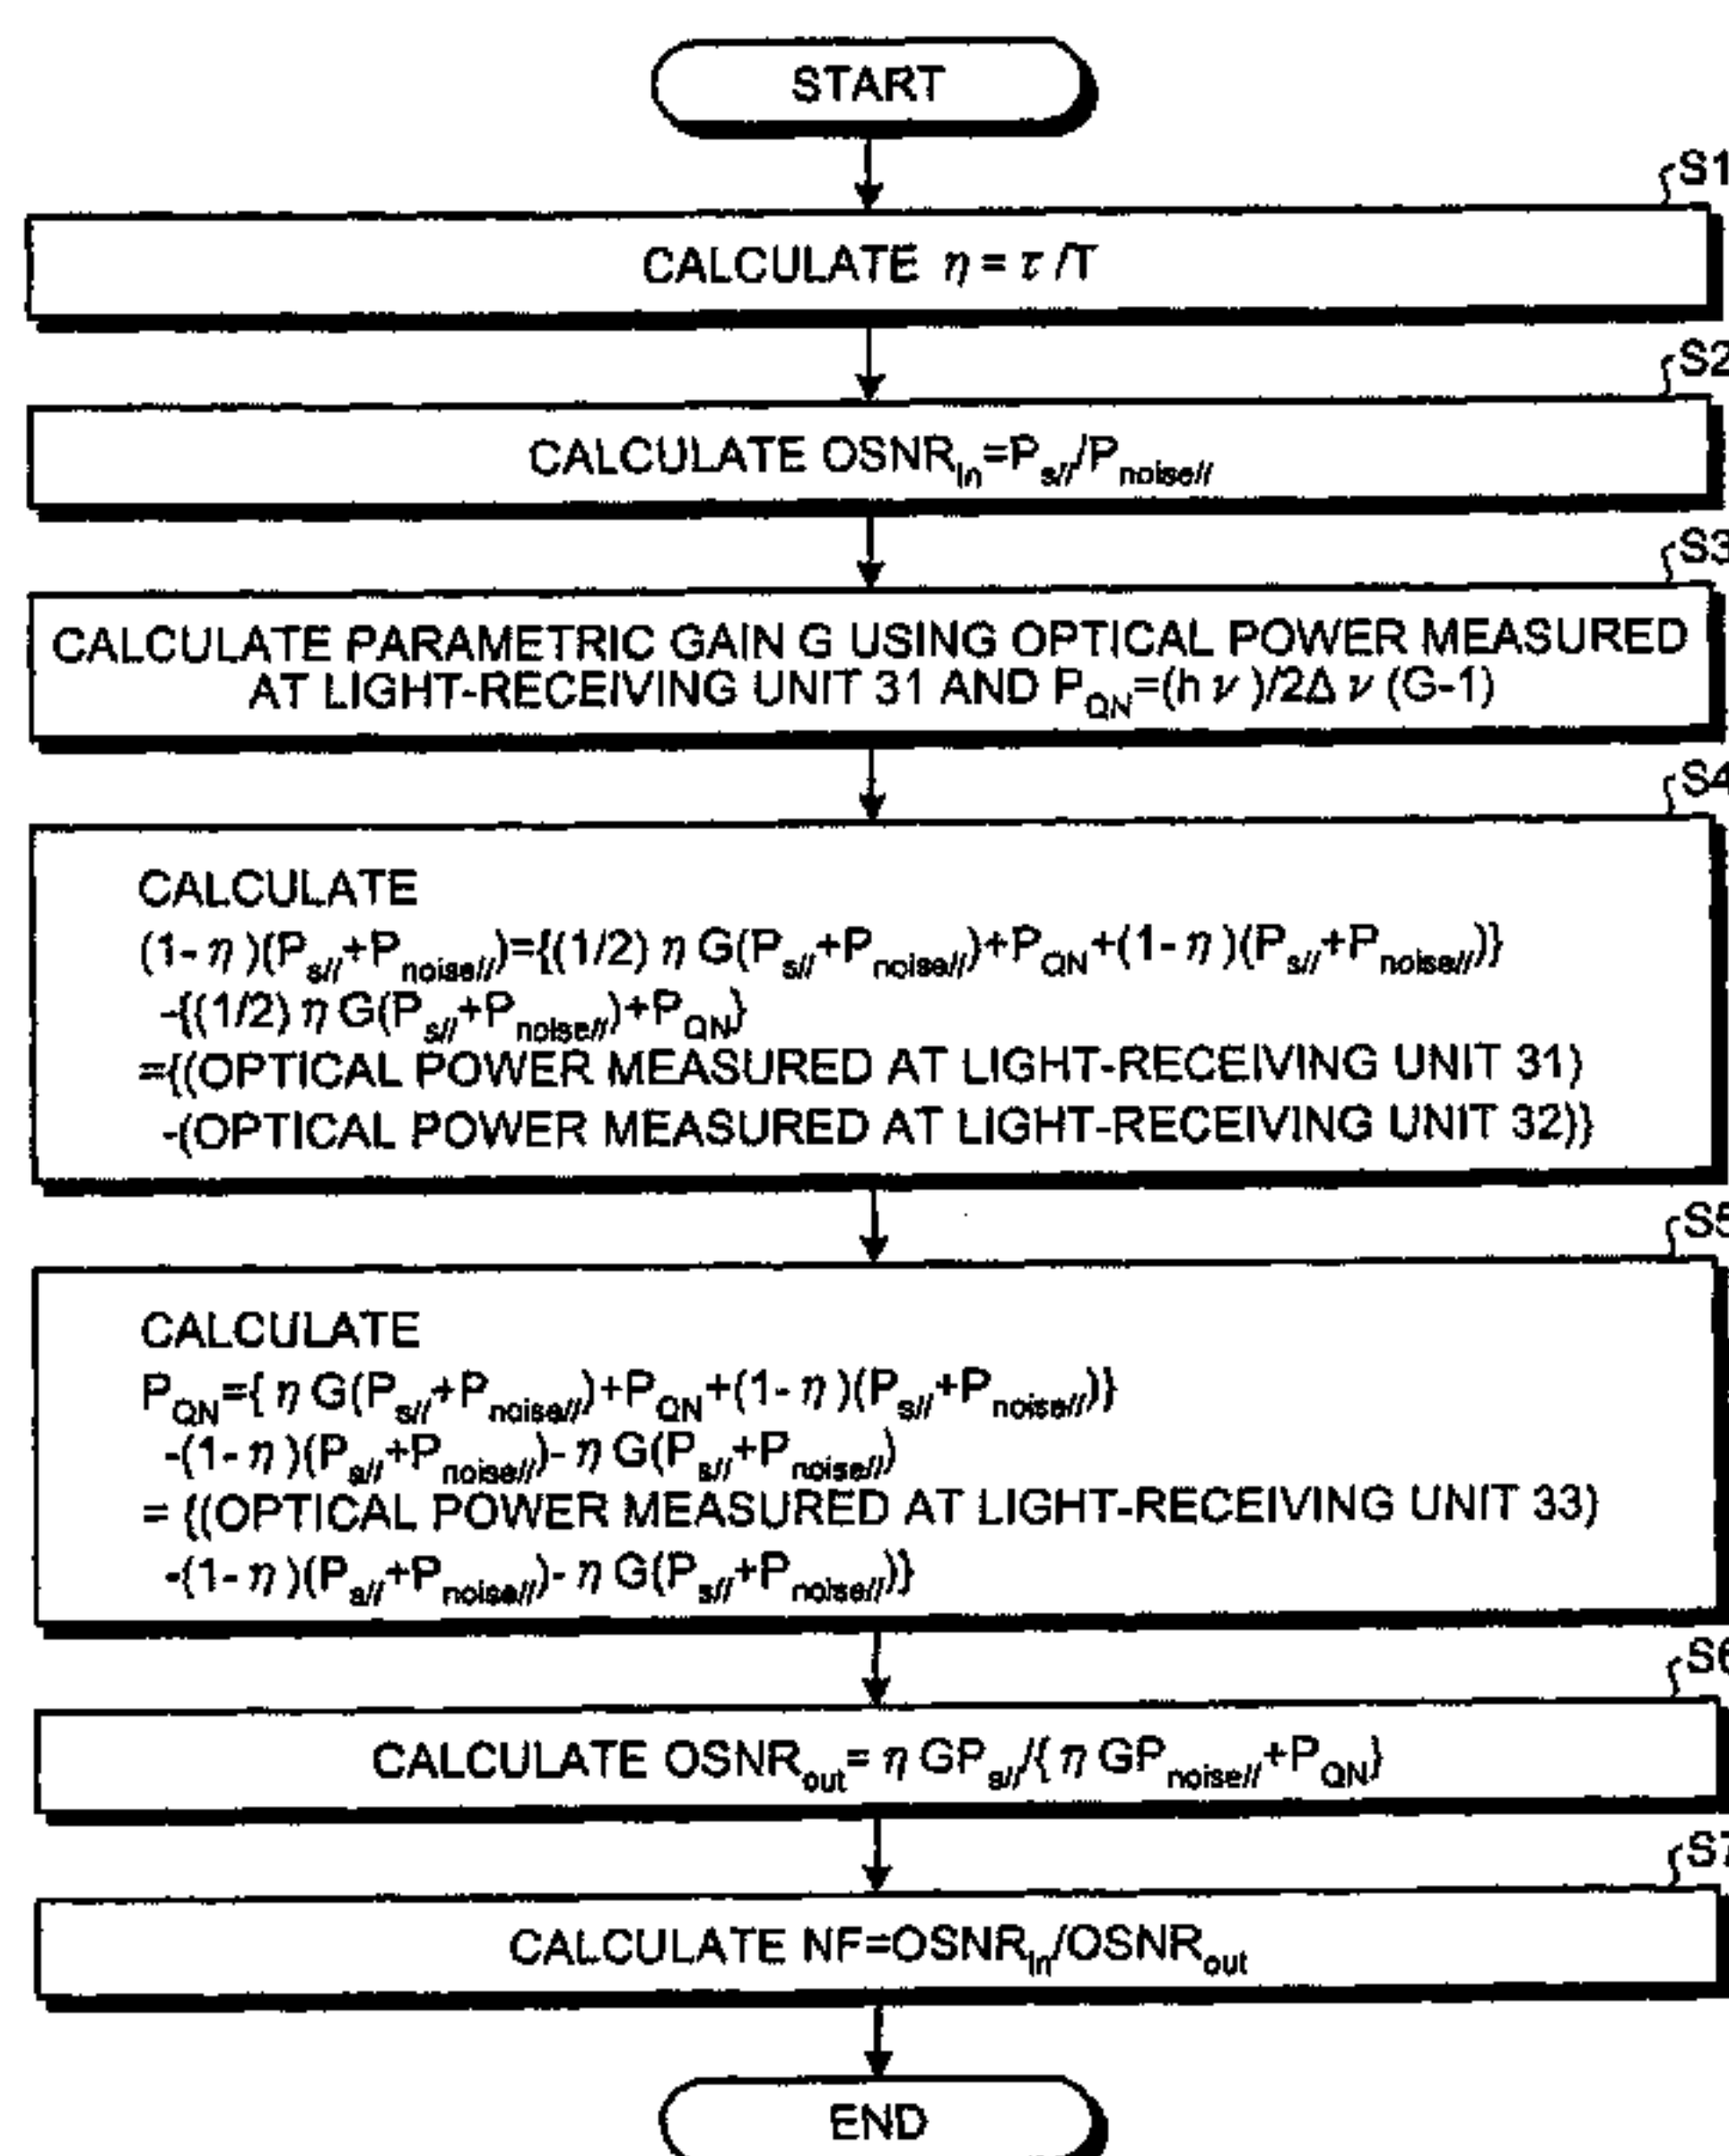 START
S1
CALCULATE η = τ /T
S2
CALCULATE OSNR_in=P_s///P_noise//
S3
CALCULATE PARAMETRIC GAIN G USING OPTICAL POWER MEASURED
AT LIGHT-RECEIVING UNIT 31 AND P_QN=(h ν )/2Δ ν (G-1)
S4
CALCULATE
(1- η )(P_s//+P_noise//)={(1/2) η G(P_s//+P_noise//)+P_QN+(1- η )(P_s//+P_noise//)}
-{(1/2) η G(P_s//+P_noise//)+P_QN}
={(OPTICAL POWER MEASURED AT LIGHT-RECEIVING UNIT 31)
-(OPTICAL POWER MEASURED AT LIGHT-RECEIVING UNIT 32)}
S5
CALCULATE
P_QN={ η G(P_s//+P_noise//)+P_QN+(1- η )(P_s//+P_noise//)}
-(1- η )(P_s//+P_noise//)- η G(P_s//+P_noise//)
= {(OPTICAL POWER MEASURED AT LIGHT-RECEIVING UNIT 33)
-(1- η )(P_s//+P_noise//)- η G(P_s//+P_noise//)}
S6
CALCULATE OSNR_out= η GP_s///{ η GP_noise//+P_QN}
S7
CALCULATE NF=OSNR_in/OSNR_out
END